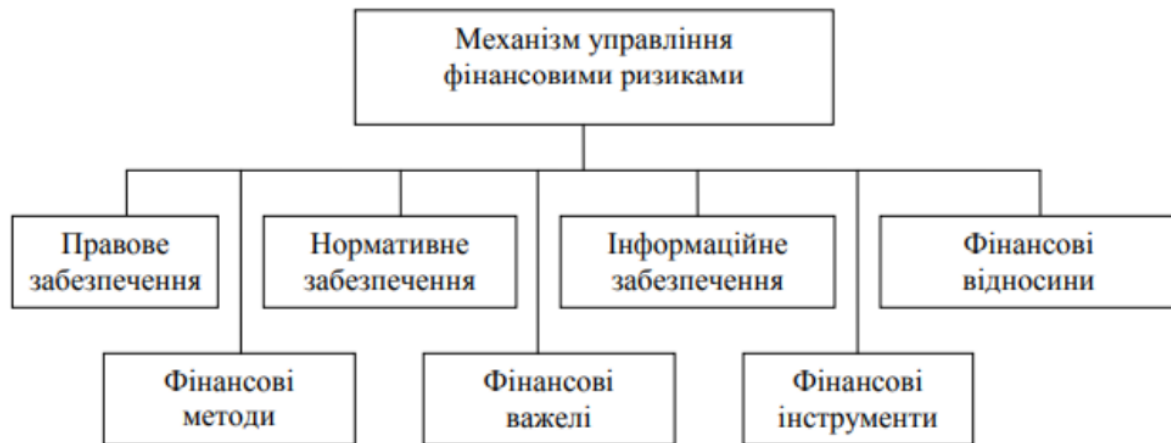 Механізм управління
фінансовими ризиками
Правове
забезпечення
Нормативне
забезпечення
Інформаційне
забезпечення
Фінансові
відносини
Фінансові
методи
Фінансові
важелі
Фінансові
інструменти